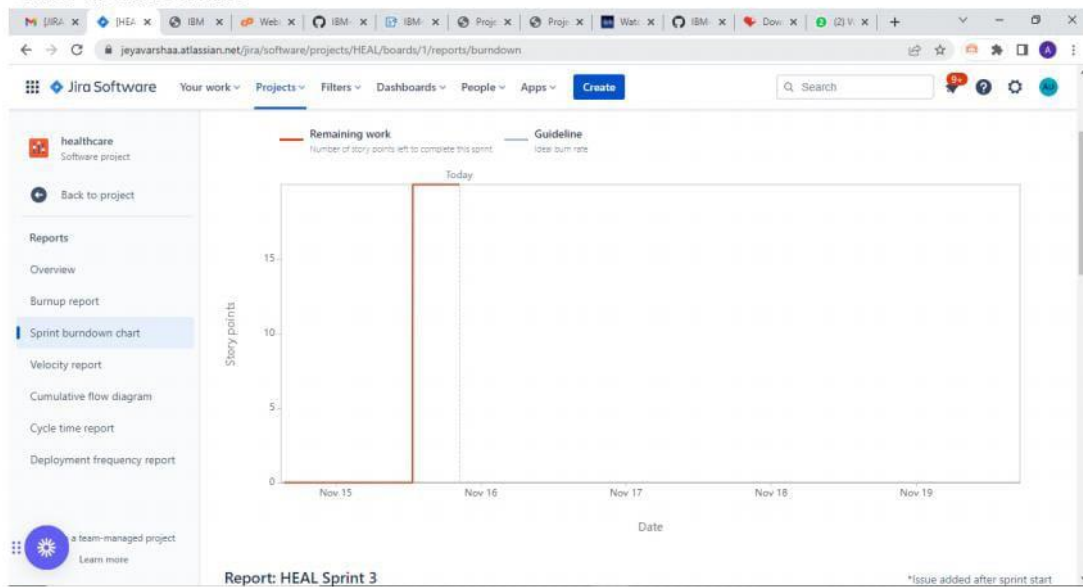 [JIRA
[HEA
IBM
Web
IBM-
IBM-
Proje
Proje
Wats
IBM-
Dow
(2) V
jeyavarshaa.atlassian.net/jira/software/projects/HEAL/boards/1/reports/burndown
A
Jira Software
Your work
Projects
Filters
Dashboards
People
Apps
Create
Search
9+
AU
healthcare
Software project
Back to project
Reports
Overview
Burnup report
Sprint burndown chart
Velocity report
Cumulative flow diagram
Cycle time report
Deployment frequency report
a team-managed project
Learn more
Remaining work
Number of story points left to complete this sprint
Guideline
Ideal burn rate
Today
Story points
15
10
5
0
Nov 15
Nov 16
Nov 17
Nov 18
Nov 19
Date
Report: HEAL Sprint 3
*Issue added after sprint start